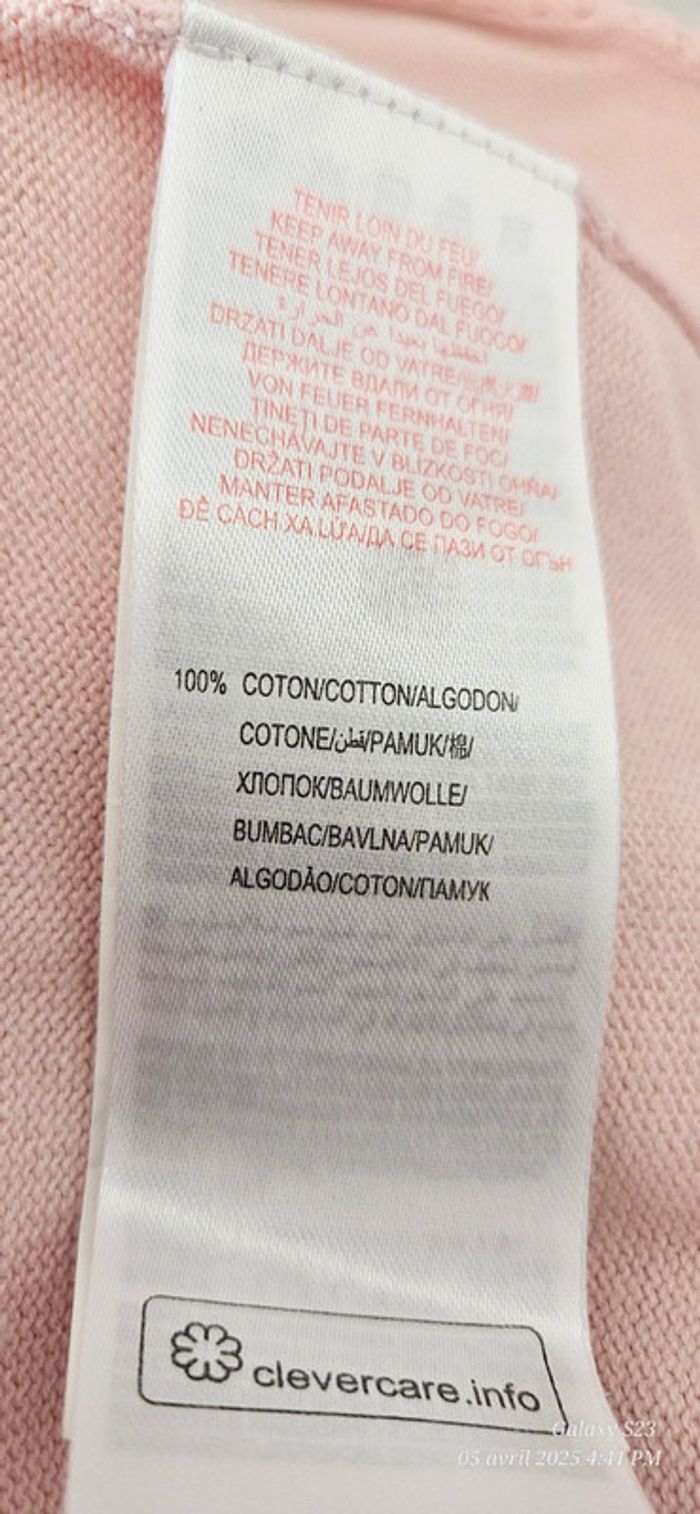 TENIR LOIN DU FEU/
KEEP AWAY FROM FIRE/
TENER LEJOS DEL FUEGO/
TENERE LONTANO DAL FUOCO/
DRŽATI DALJE OD VATRE/
ДЕРЖИТЕ ВДАЛИ ОТ ОГНЯ/
VON FEUER FERNHALTEN/
ȚINEȚI DE PARTE DE FOC/
NENECHÁVAJTE V BLÍZKOSTI OHŇA/
DRŽATI PODALJE OD VATRE/
MANTER AFASTADO DO FOGO/
ĐỂ CÁCH XA LỬA/ДА СЕ ПАЗИ ОТ ОГЪН
100% COTON/COTTON/ALGODON/
COTONE/قطن/PAMUK/棉/
ХЛОПОК/BAUMWOLLE/
BUMBAC/BAVLNA/PAMUK/
ALGODÃO/COTON/ПАМУК
clevercare.info
Galaxy S23
05 avril 2025 4:41 PM